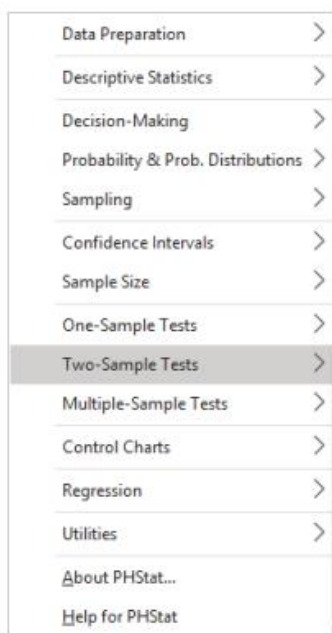 Data Preparation
Descriptive Statistics
Decision-Making
Probability & Prob. Distributions
Sampling
Confidence Intervals
Sample Size
One-Sample Tests
Two-Sample Tests
Multiple-Sample Tests
Control Charts
Regression
Utilities
About PHStat...
Help for PHStat